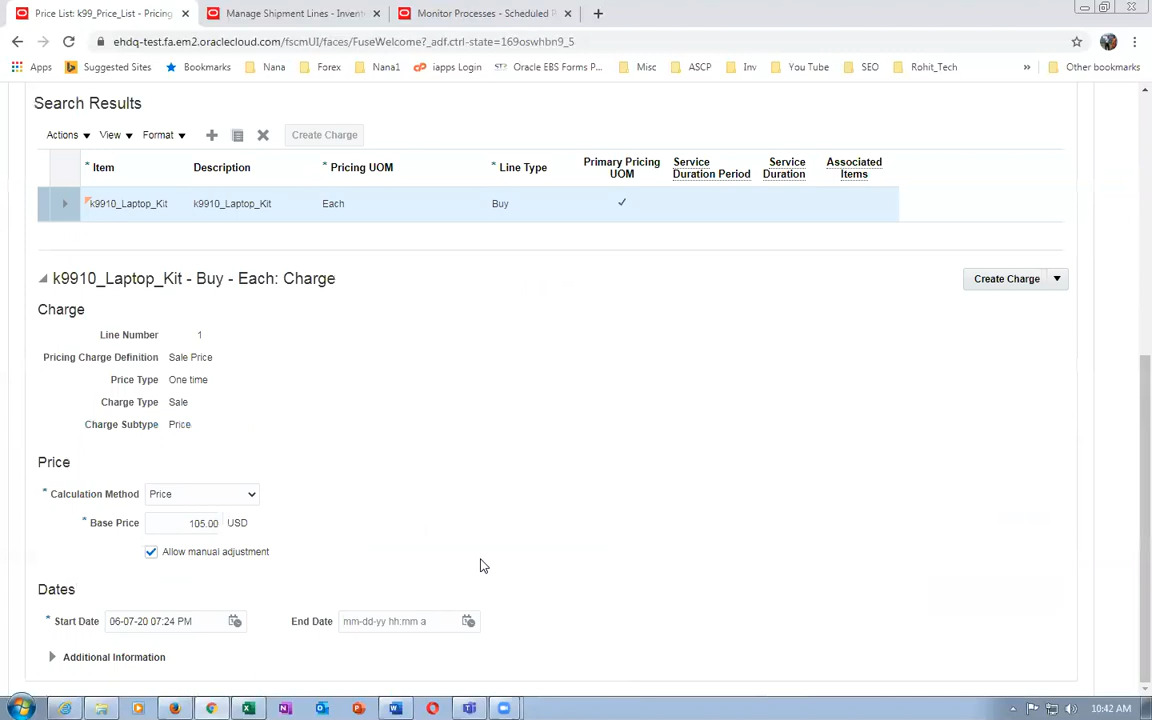 Price List: k99_Price_List - Pricing
Manage Shipment Lines - Invent
Monitor Processes - Scheduled P
ehdq-test.fa.em2.oraclecloud.com/fscmUI/faces/FuseWelcome?_adf.ctrl-state=169oswhbn9_5
Apps Suggested Sites Bookmarks Nana Forex Nana1 iapps Login Oracle EBS Forms P... Misc ASCP Inv You Tube SEO Rohit_Tech » Other bookmarks
Search Results
Actions View Format Create Charge
* Item Description * Pricing UOM * Line Type Primary Pricing UOM Service Duration Period Service Duration Associated Items
k9910_Laptop_Kit k9910_Laptop_Kit Each Buy
k9910_Laptop_Kit - Buy - Each: Charge Create Charge
Charge
Line Number 1
Pricing Charge Definition Sale Price
Price Type One time
Charge Type Sale
Charge Subtype Price
Price
* Calculation Method Price
* Base Price 105.00 USD
Allow manual adjustment
Dates
* Start Date 06-07-20 07:24 PM End Date mm-dd-yy hh:mm a
Additional Information
10:42 AM